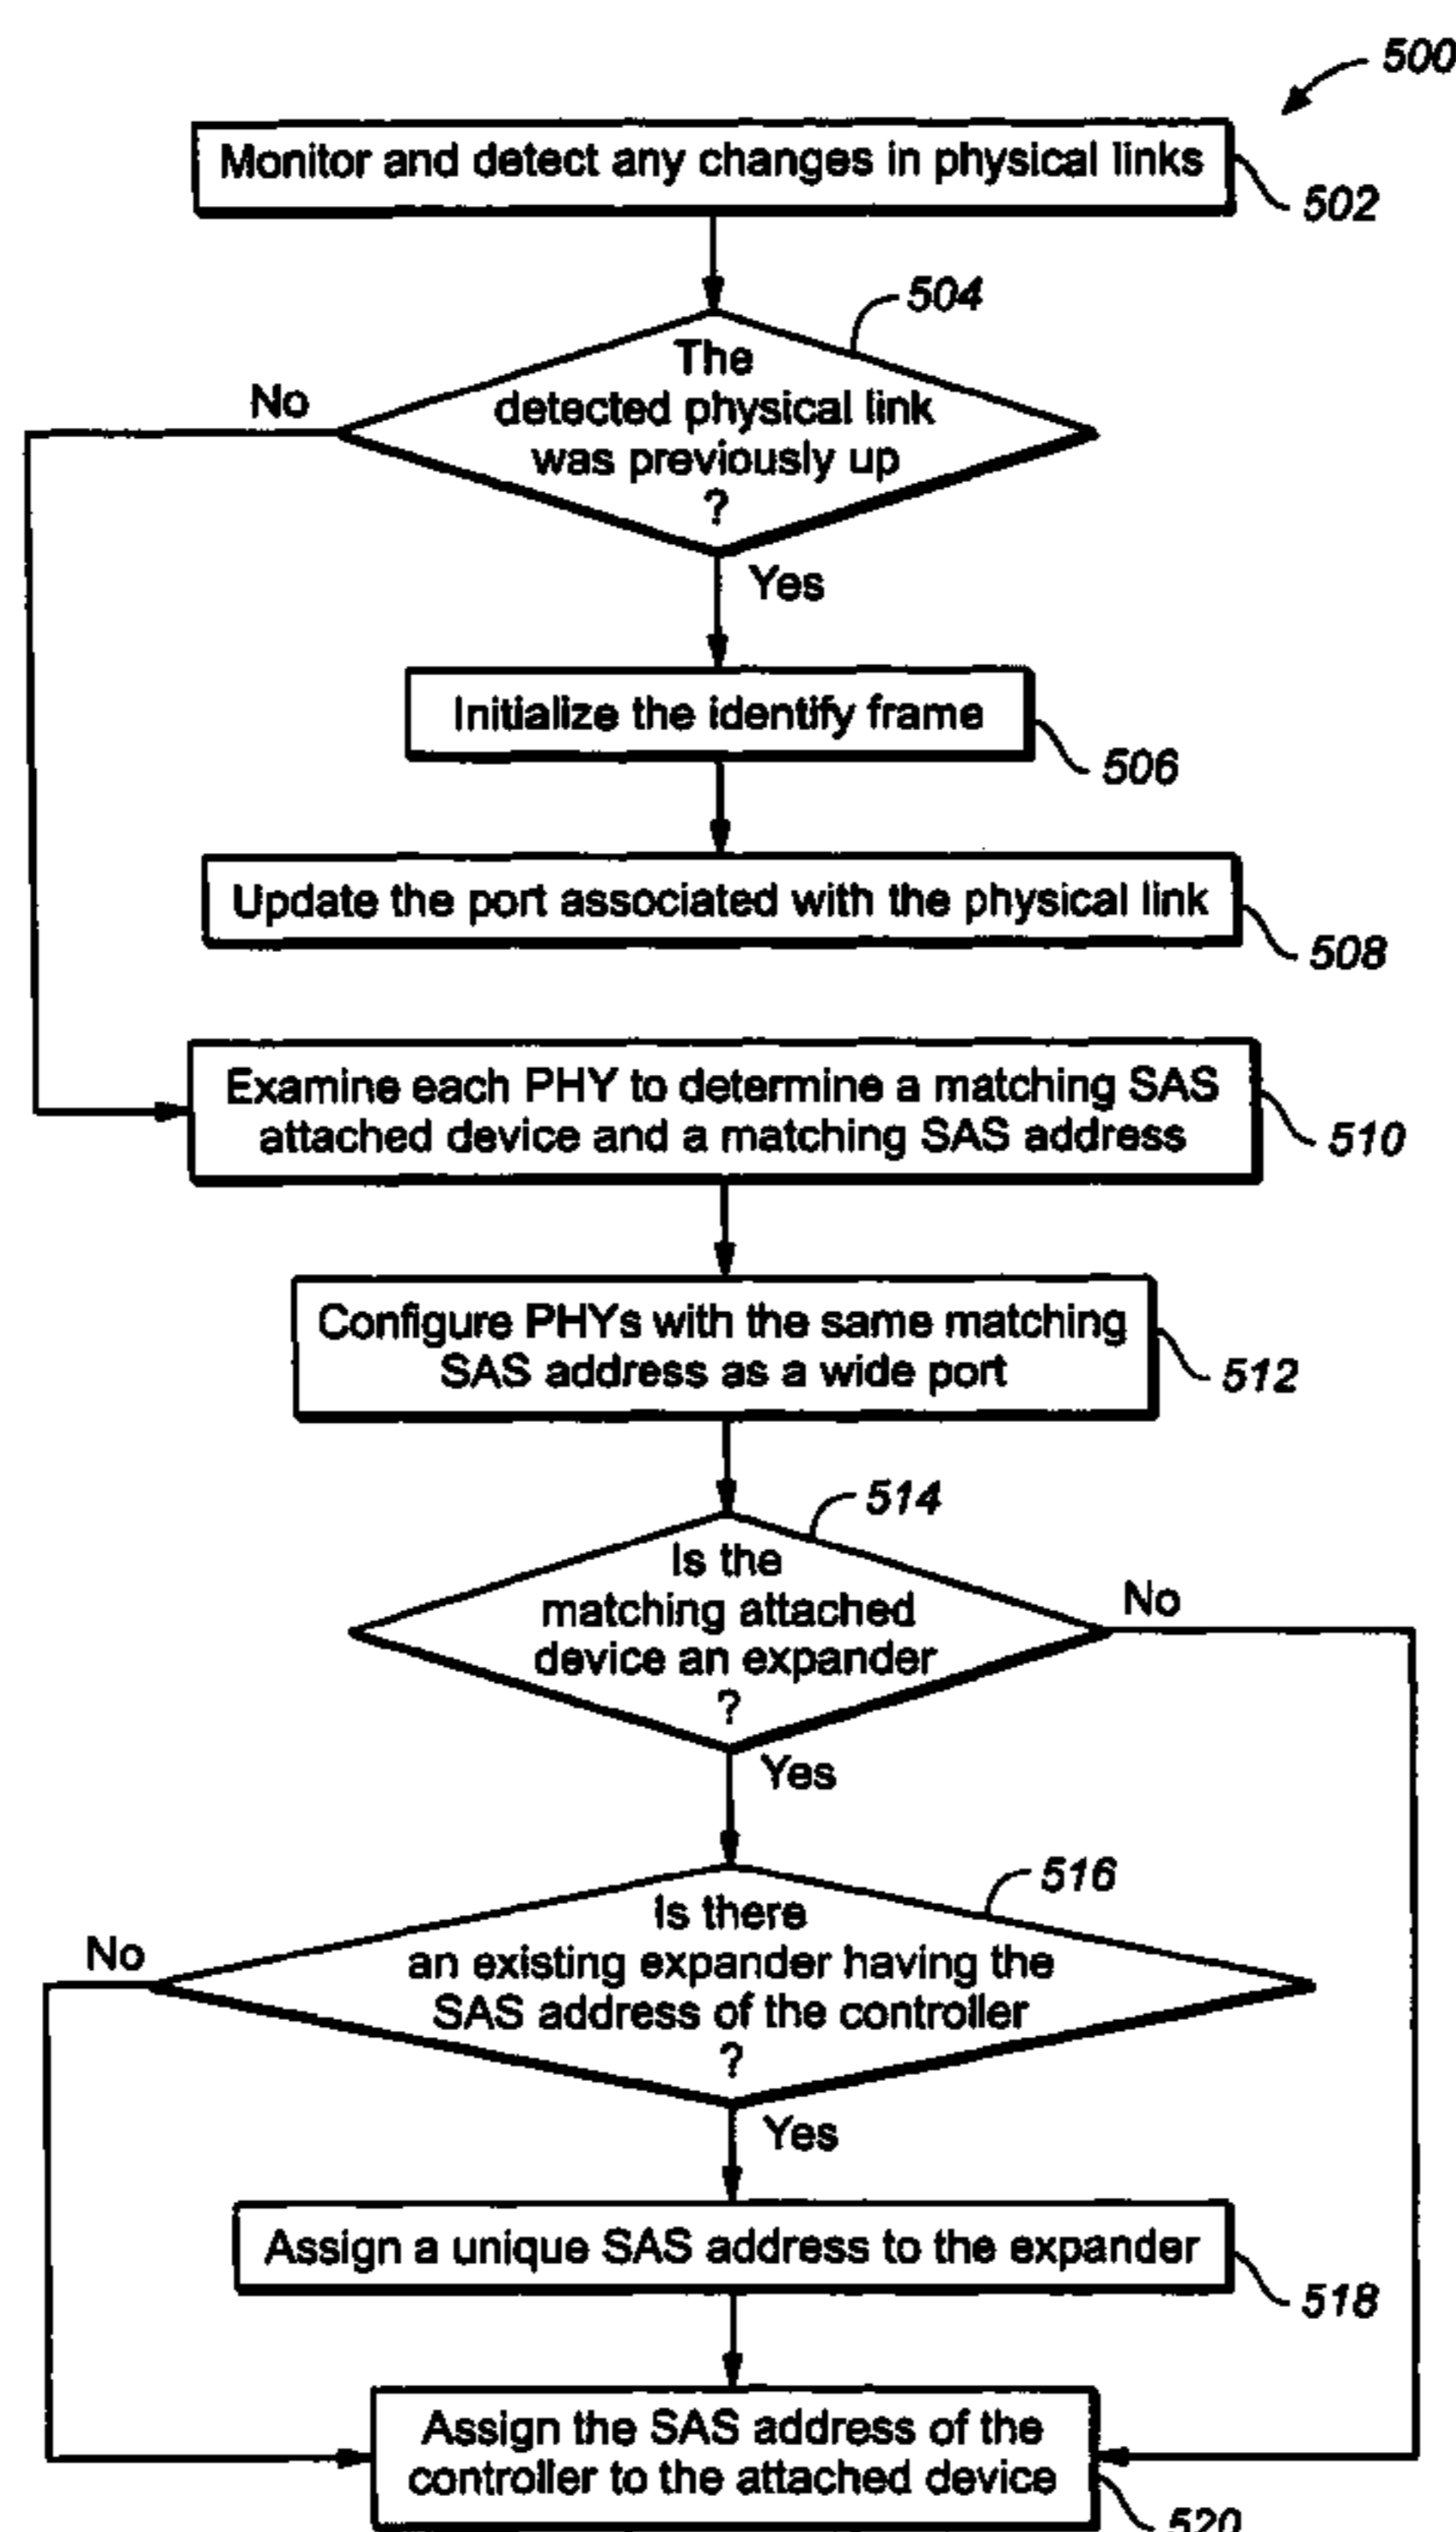 500
Monitor and detect any changes in physical links
502
504
The
detected physical link
was previously up
?
No
Yes
Initialize the identify frame
506
Update the port associated with the physical link
508
Examine each PHY to determine a matching SAS
attached device and a matching SAS address
510
Configure PHYs with the same matching
SAS address as a wide port
512
514
Is the
matching attached
device an expander
?
No
Yes
516
Is there
an existing expander having the
SAS address of the controller
?
No
Yes
Assign a unique SAS address to the expander
518
Assign the SAS address of the
controller to the attached device
520